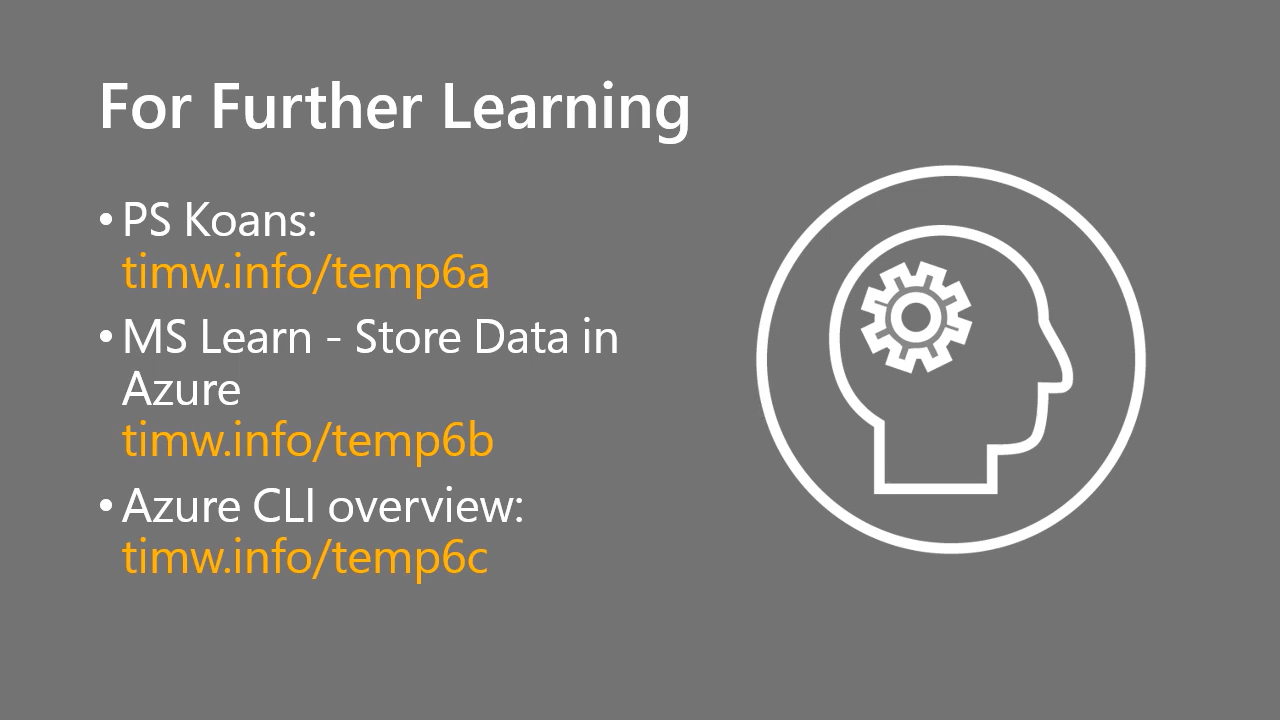 For Further Learning
• PS Koans:
timw.info/temp6a
• MS Learn - Store Data in
Azure
timw.info/temp6b
• Azure CLI overview:
timw.info/temp6c